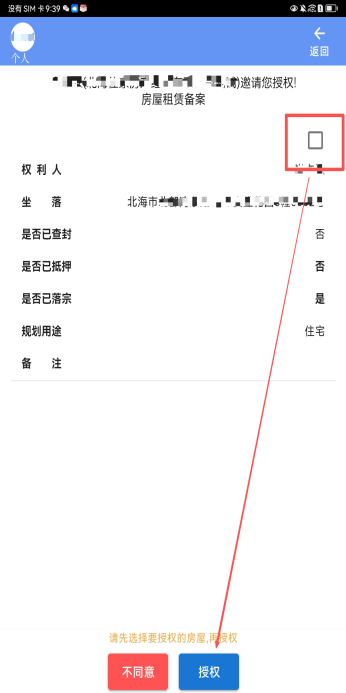 没有 SIM 卡 9:39
个人
返回
邀请您授权!
房屋租赁备案
权 利 人
坐 落 北海市
是否已查封 否
是否已抵押 否
是否已落宗 是
规划用途 住宅
备 注
请先选择要授权的房屋,再授权
不同意 授权